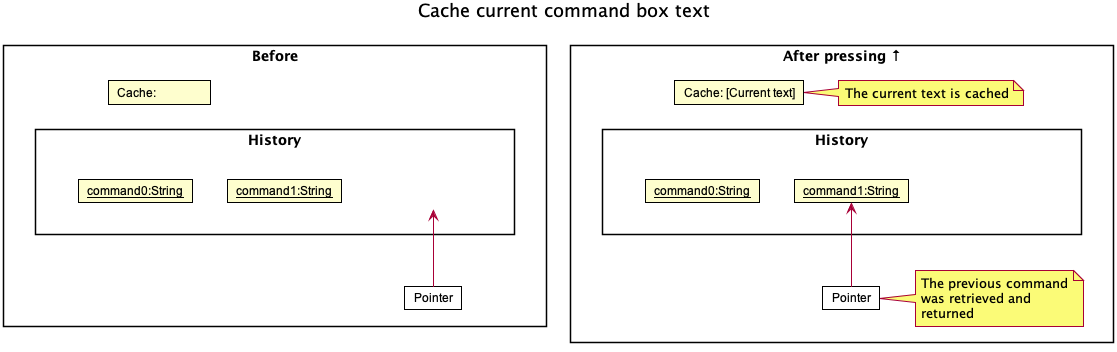 Cache current command box text
Before
Cache:
History
command0:String
command1:String
Pointer
After pressing ↑
Cache: [Current text]
The current text is cached
History
command0:String
command1:String
Pointer
The previous command
was retrieved and
returned